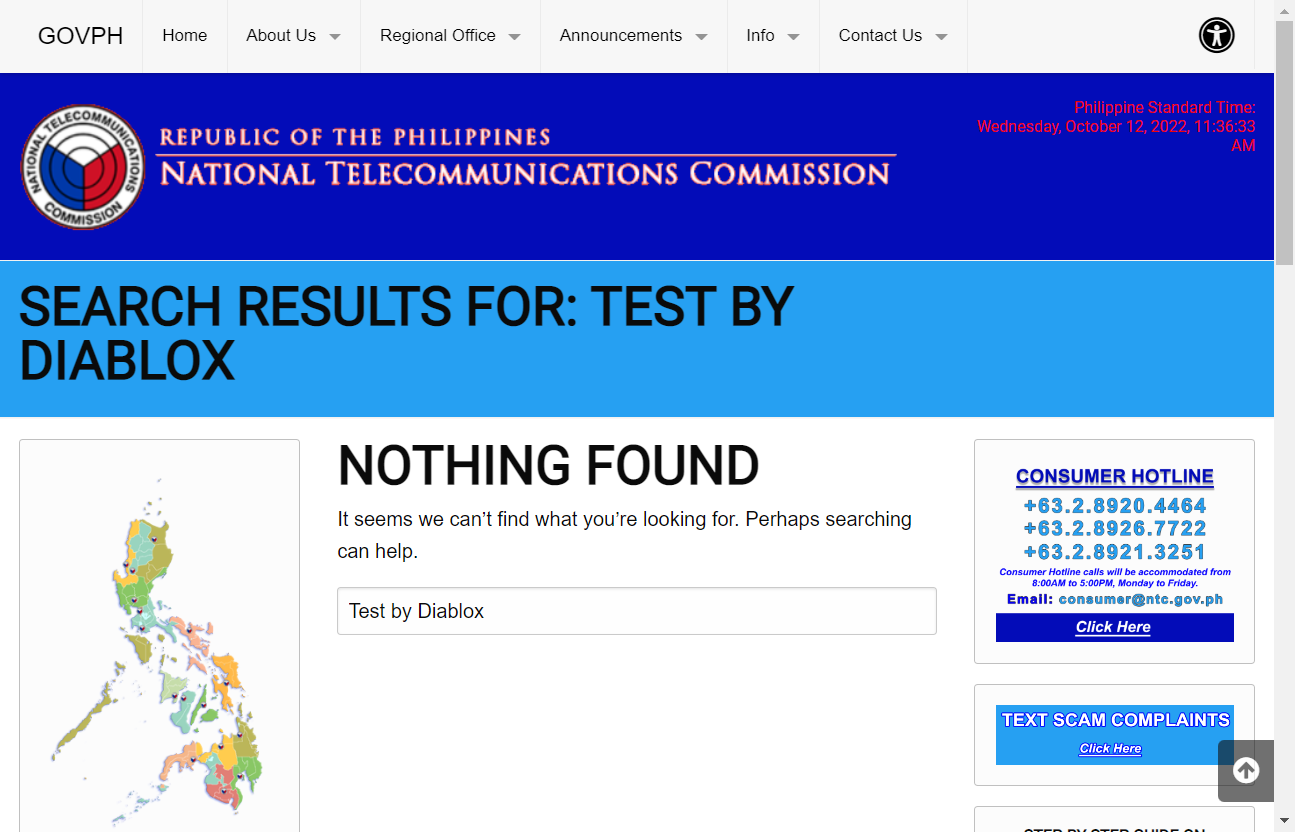 GOVPH
Home
About Us
Regional Office
Announcements
Info
Contact Us
NATIONAL TELECOMMUNICATIONS COMMISSION
REPUBLIC OF THE PHILIPPINES
NATIONAL TELECOMMUNICATIONS COMMISSION
Philippine Standard Time:
Wednesday, October 12, 2022, 11:36:33
AM
SEARCH RESULTS FOR: TEST BY
DIABLOX
NOTHING FOUND
It seems we can’t find what you’re looking for. Perhaps searching
can help.
Test by Diablox
CONSUMER HOTLINE
+63.2.8920.4464
+63.2.8926.7722
+63.2.8921.3251
Consumer Hotline calls will be accommodated from
8:00AM to 5:00PM, Monday to Friday.
Email: consumer@ntc.gov.ph
Click Here
TEXT SCAM COMPLAINTS
Click Here
STEP BY STEP GUIDE ON